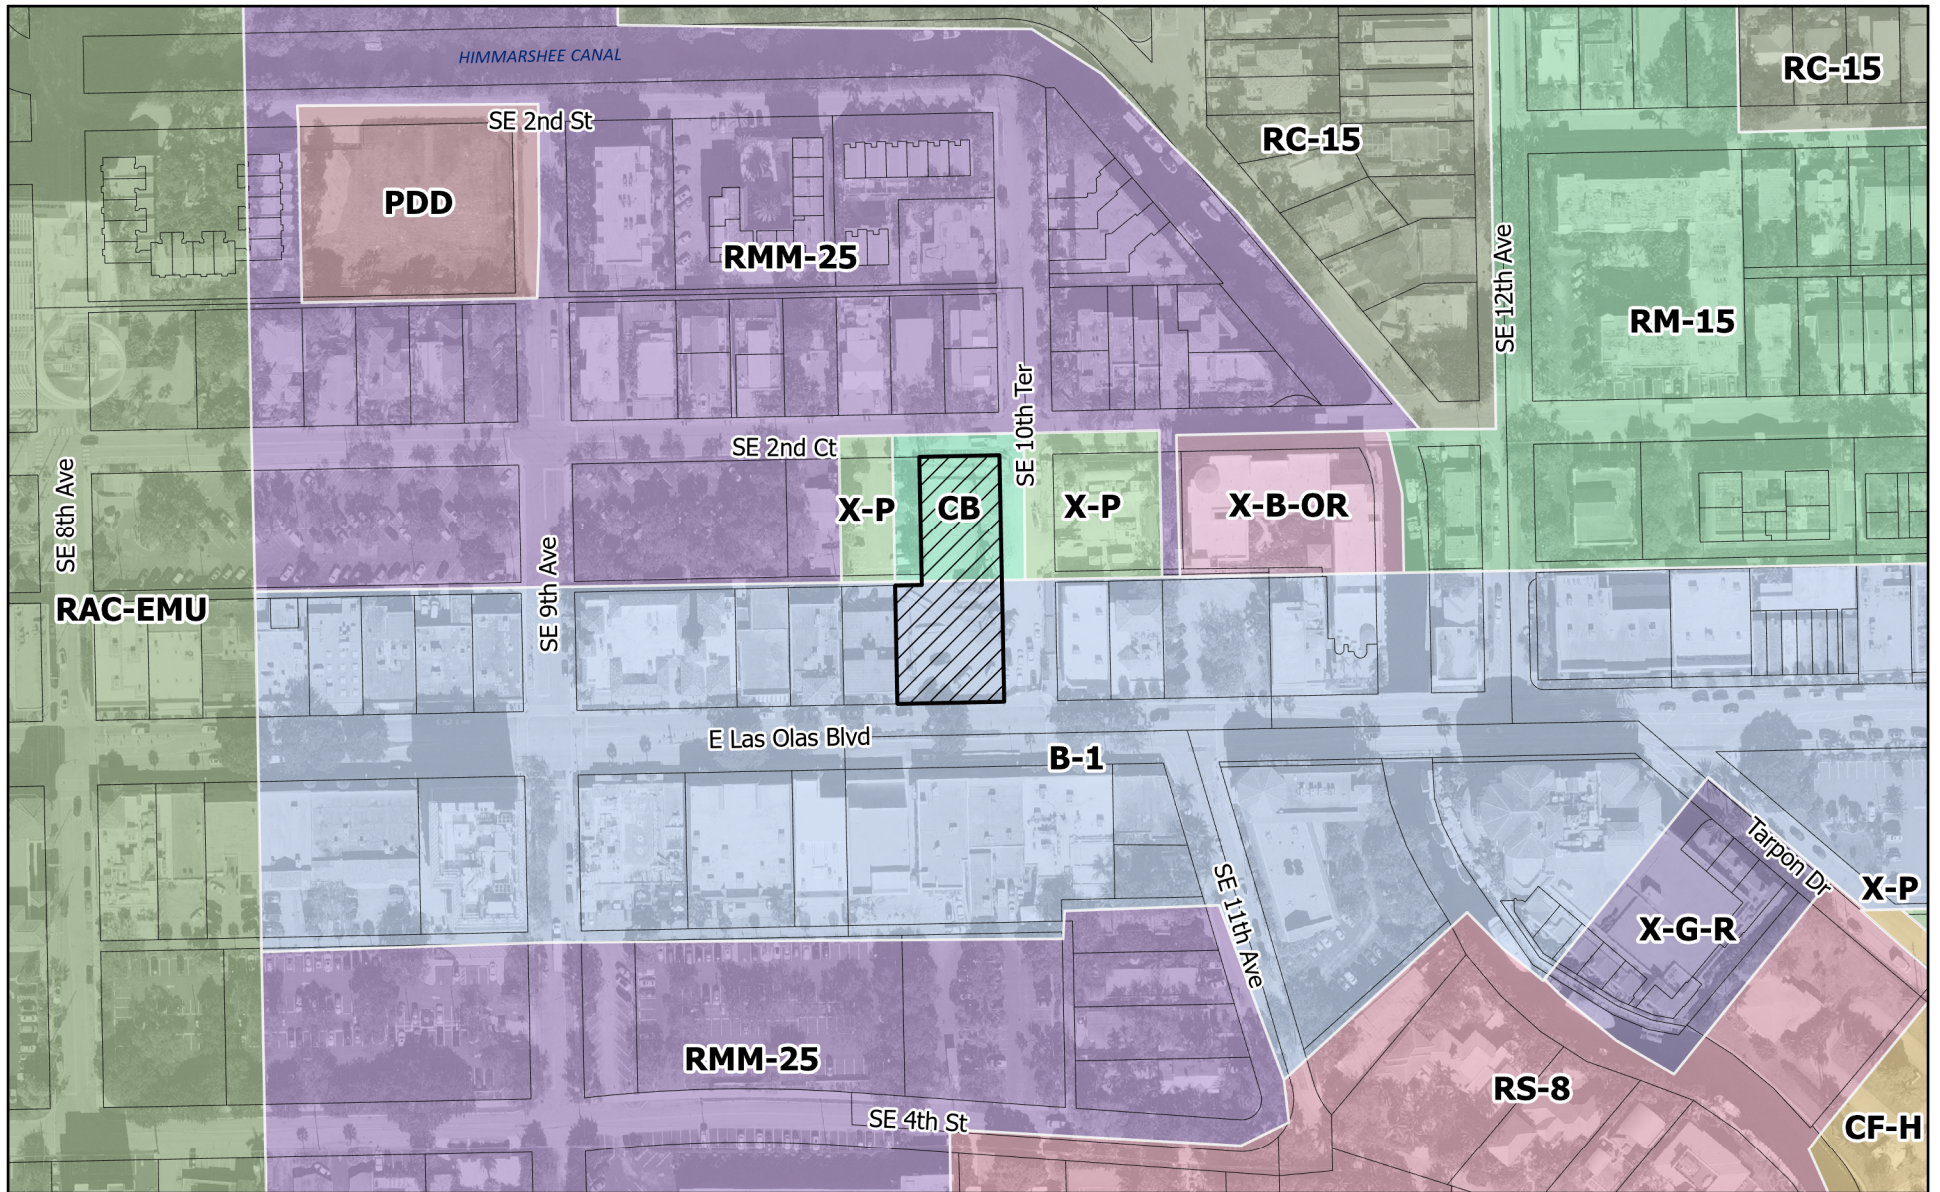 HIMMARSHEE CANAL
RC-15
SE 2nd St
RC-15
PDD
RMM-25
SE 12th Ave
RM-15
SE 10th Ter
SE 2nd Ct
SE 8th Ave
X-P
CB
X-P
X-B-OR
SE 9th Ave
RAC-EMU
E Las Olas Blvd
B-1
Tarpon Dr
X-P
SE 11th Ave
X-G-R
RMM-25
RS-8
SE 4th St
CF-H